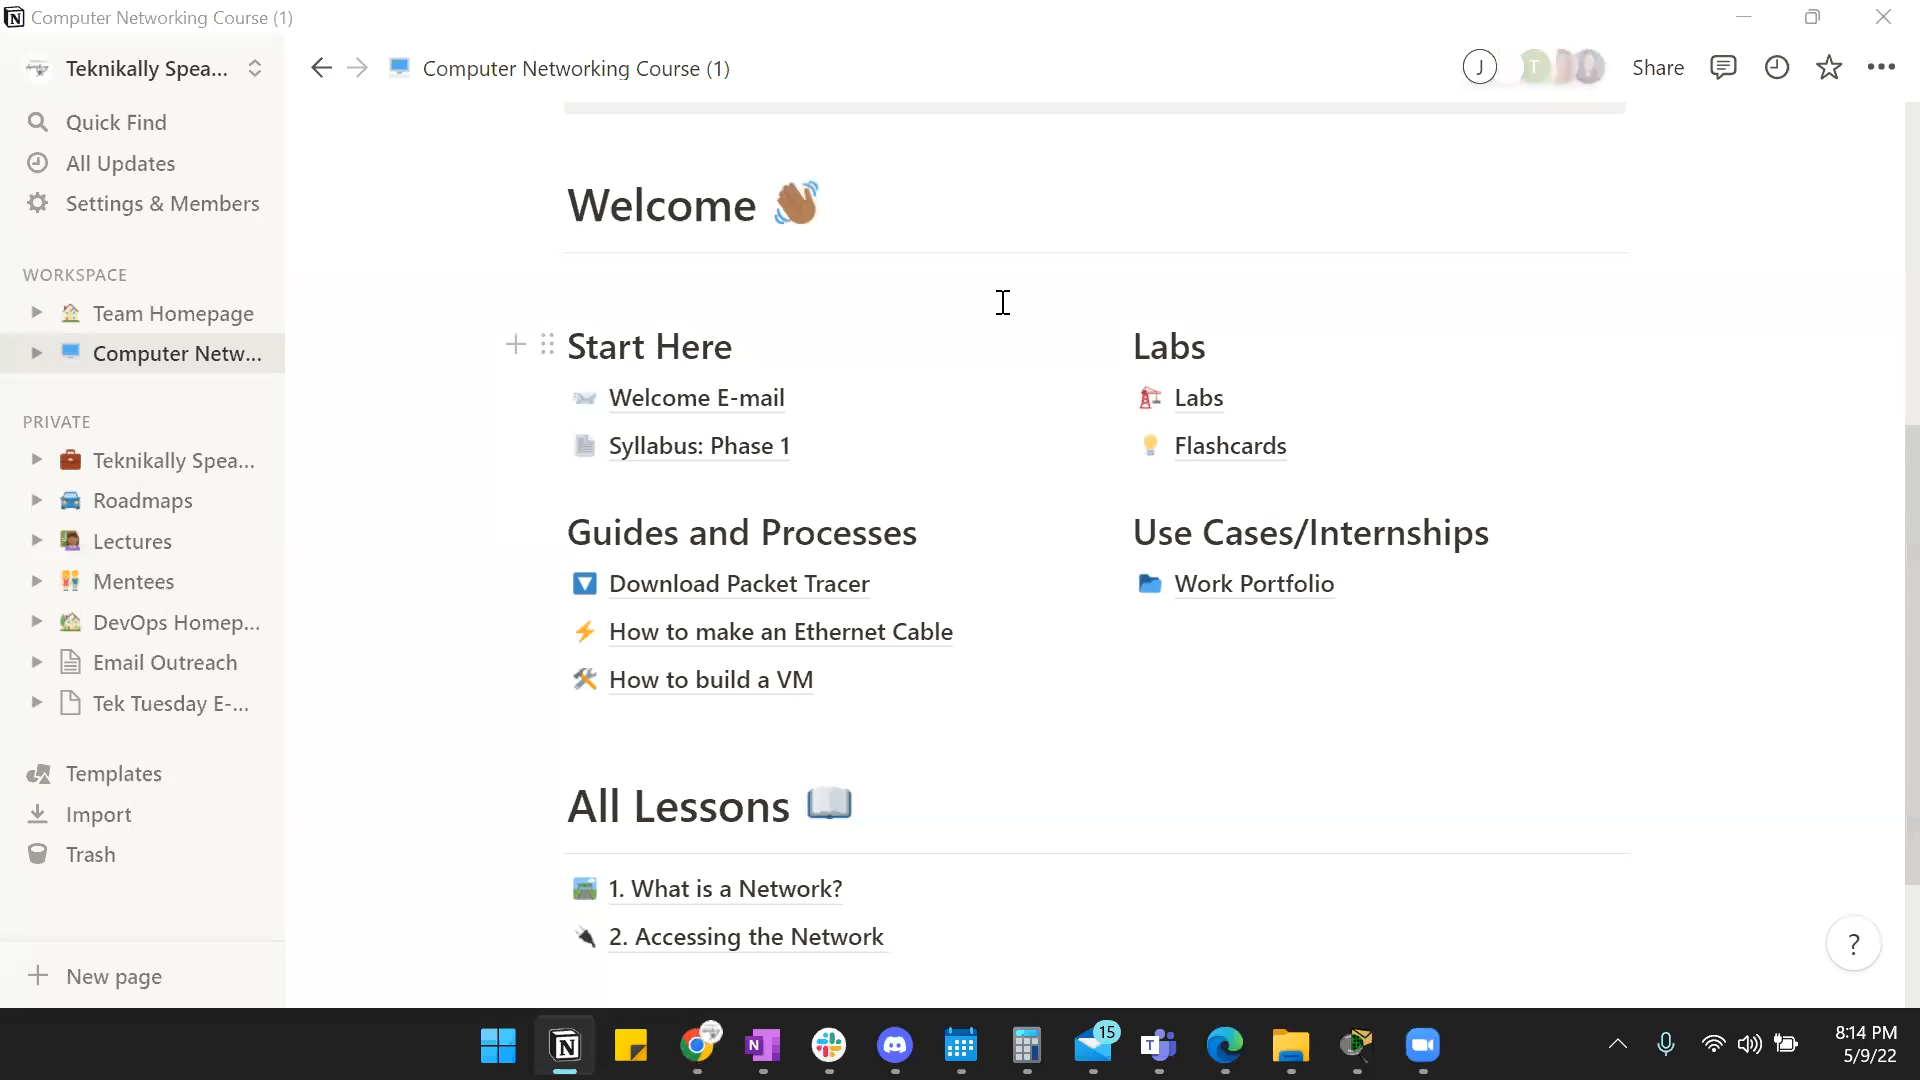 Computer Networking Course (1)
Teknikally Spea...
Computer Networking Course (1)
J
T
Share
Quick Find
All Updates
Settings & Members
WORKSPACE
Team Homepage
Computer Netw...
PRIVATE
Teknikally Spea...
Roadmaps
Lectures
Mentees
DevOps Homep...
Email Outreach
Tek Tuesday E-...
Templates
Import
Trash
New page
Welcome
Start Here
Welcome E-mail
Syllabus: Phase 1
Labs
Labs
Flashcards
Guides and Processes
Download Packet Tracer
How to make an Ethernet Cable
How to build a VM
Use Cases/Internships
Work Portfolio
All Lessons
1. What is a Network?
2. Accessing the Network
?
15
8:14 PM
5/9/22